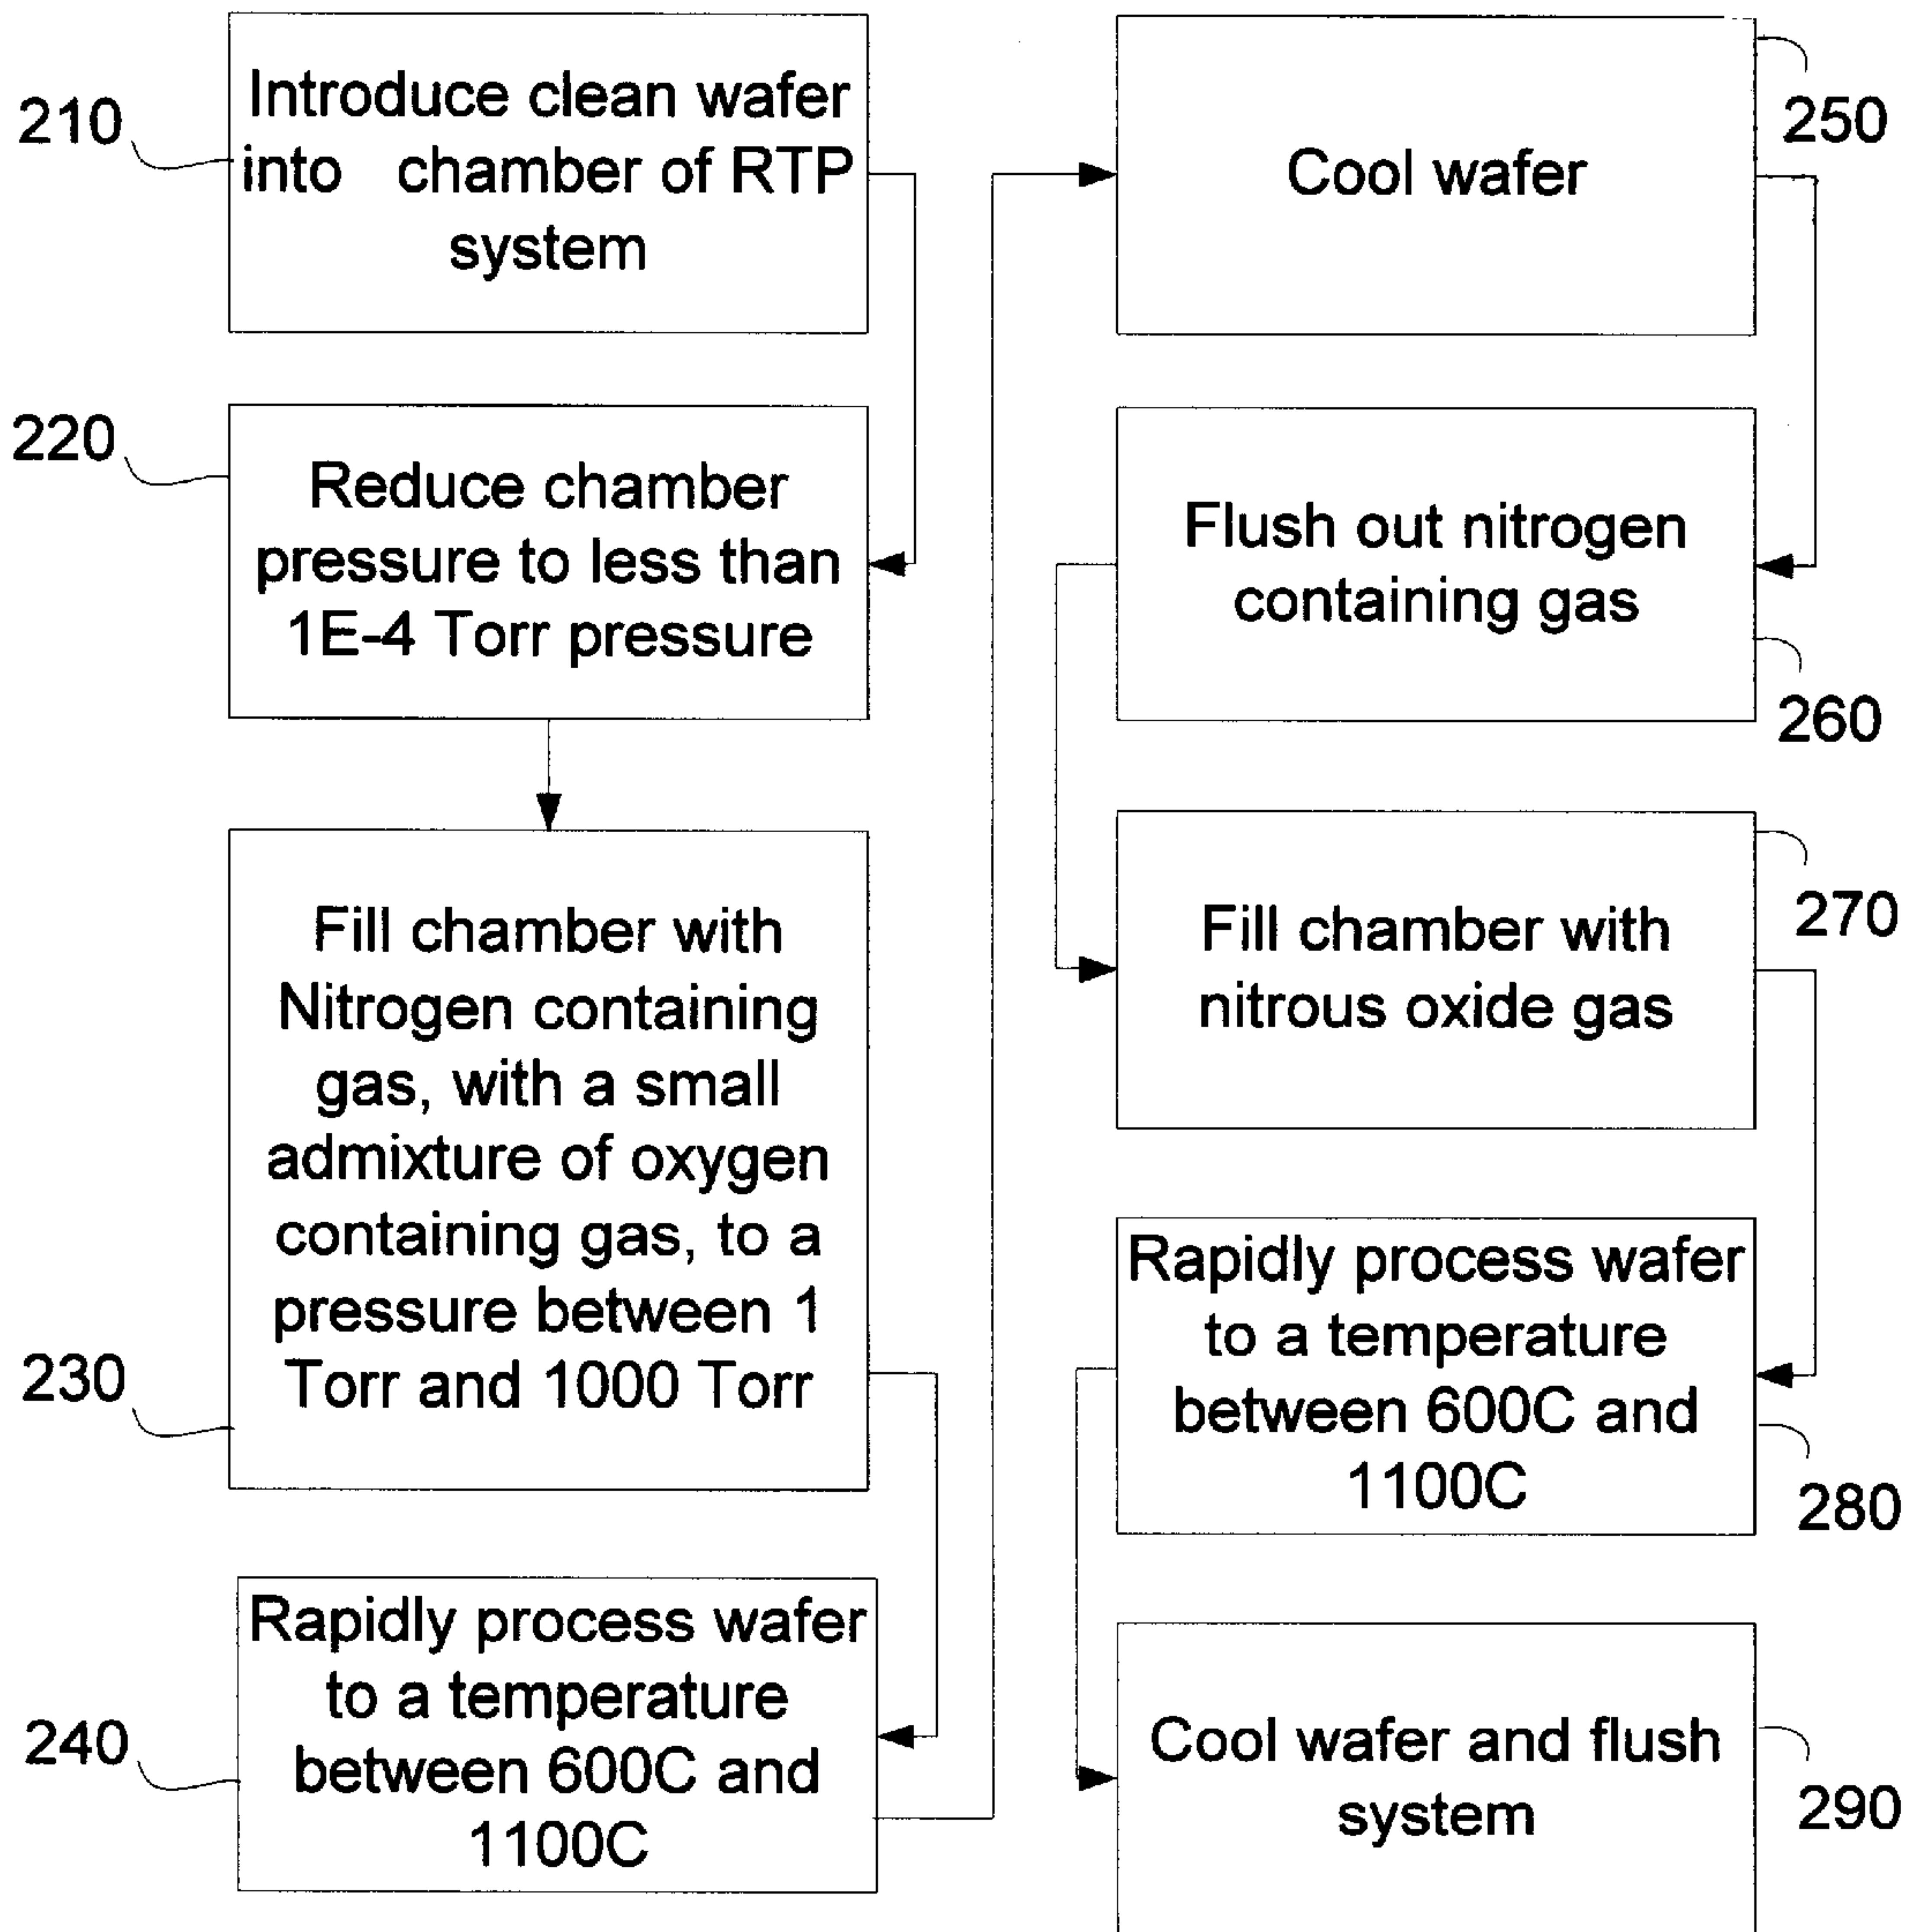 210
Introduce clean wafer
into chamber of RTP
system
220
Reduce chamber
pressure to less than
1E-4 Torr pressure
230
Fill chamber with
Nitrogen containing
gas, with a small
admixture of oxygen
containing gas, to a
pressure between 1
Torr and 1000 Torr
240
Rapidly process wafer
to a temperature
between 600C and
1100C
250
Cool wafer
260
Flush out nitrogen
containing gas
270
Fill chamber with
nitrous oxide gas
280
Rapidly process wafer
to a temperature
between 600C and
1100C
290
Cool wafer and flush
system